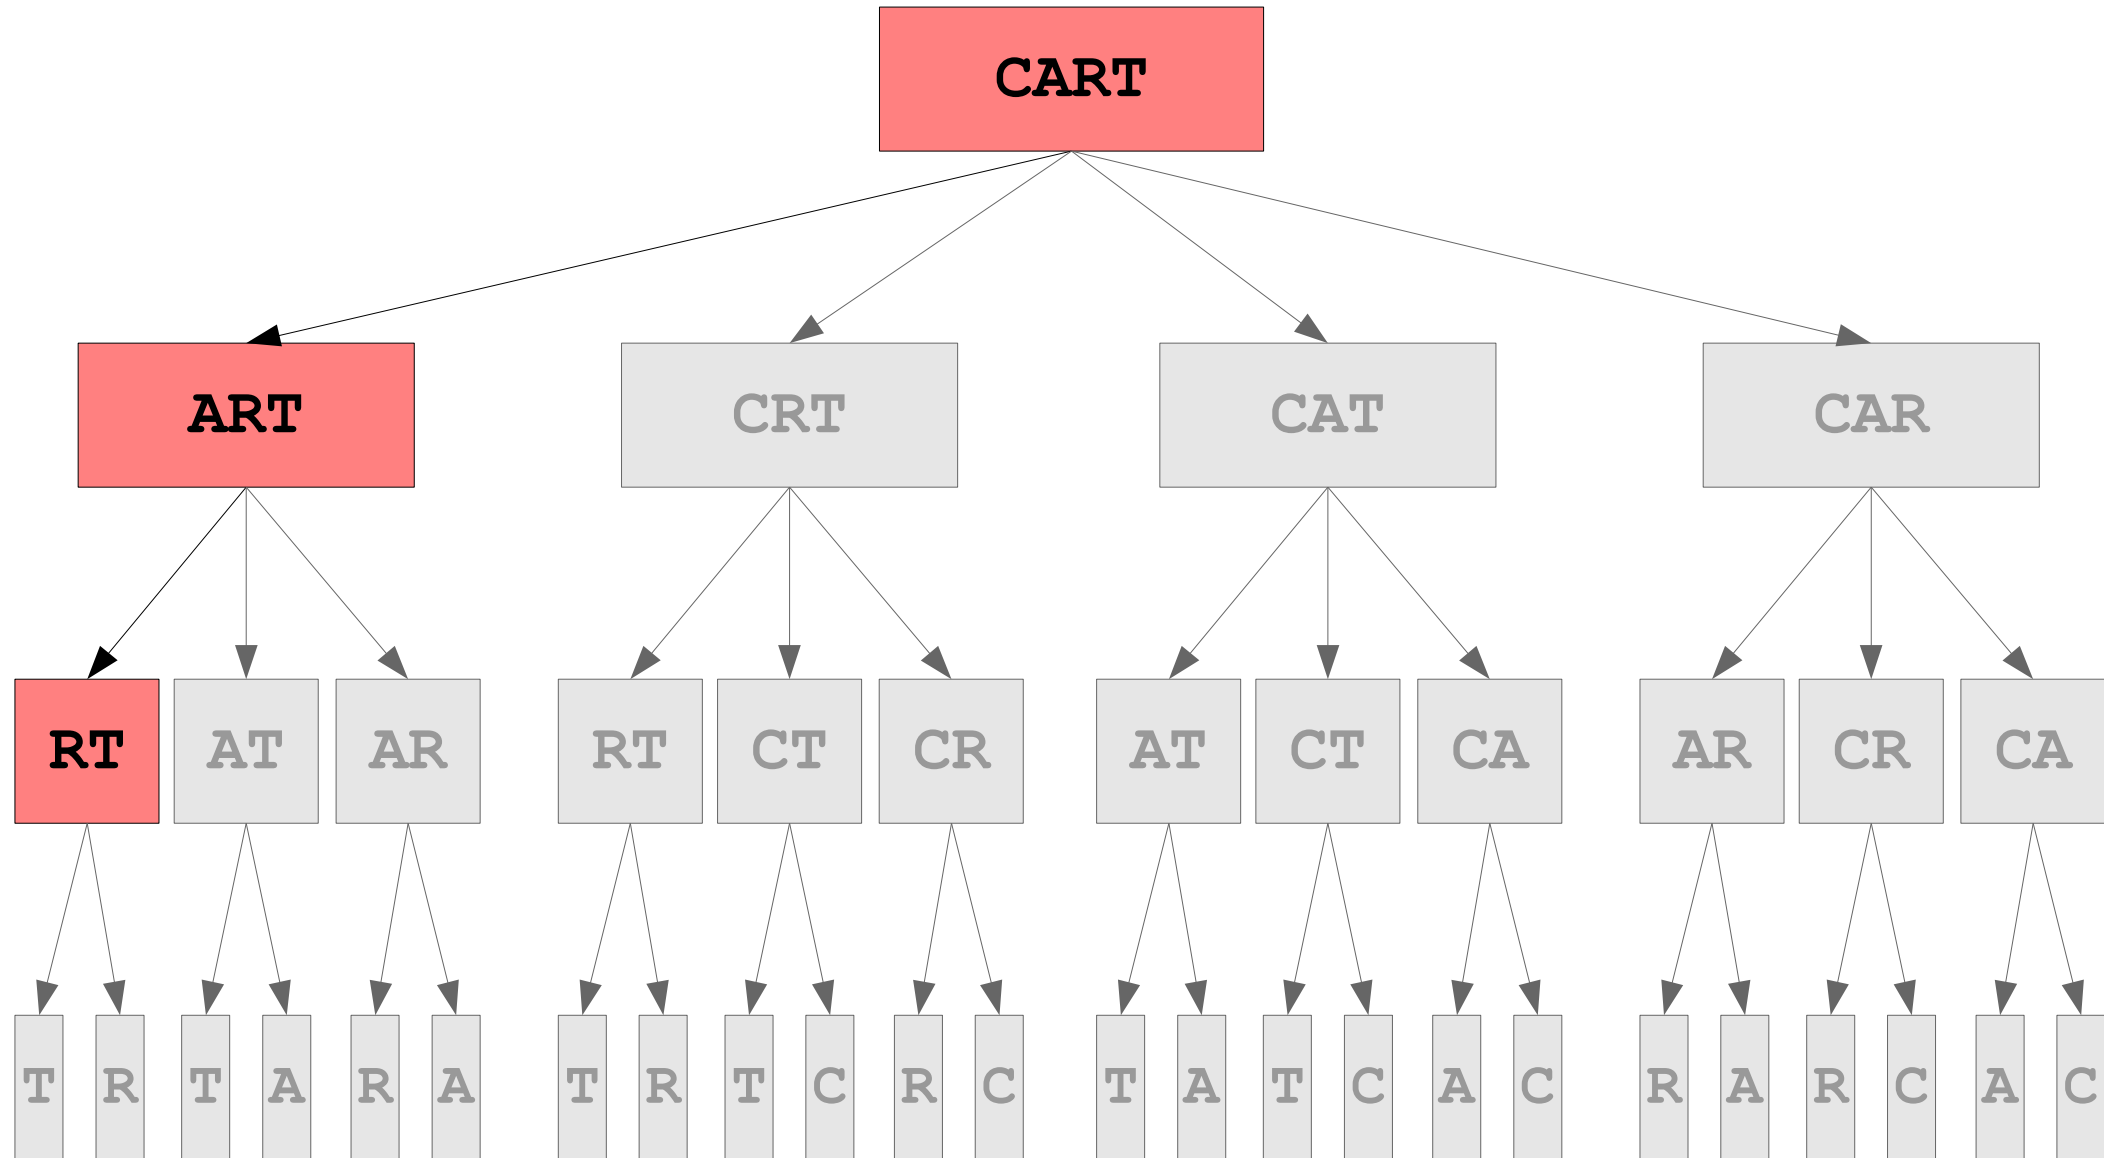 CART
ART CRT CAT CAR
RT AT AR RT CT CR AT CT CA AR CR CA
T R T A R A T R T C R C T A T C A C R A R C A C